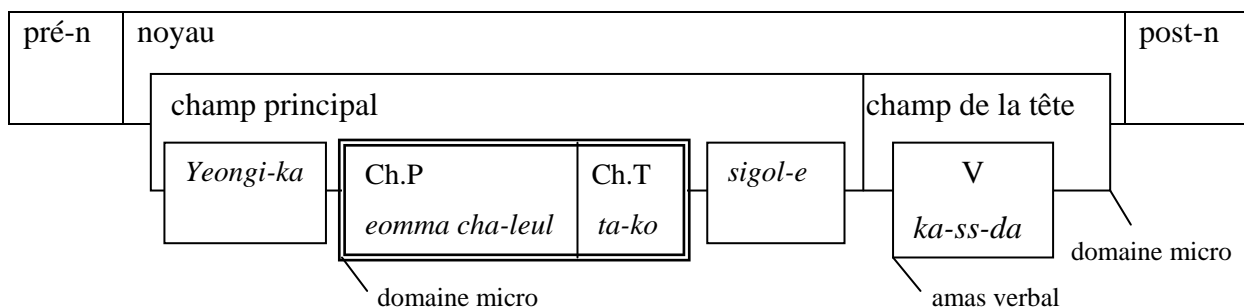 pré-n noyau post-n
champ principal champ de la tête
Yeongi-ka Ch.P Ch.T sigol-e V
eomma cha-leul ta-ko ka-ss-da
domaine micro
domaine micro amas verbal